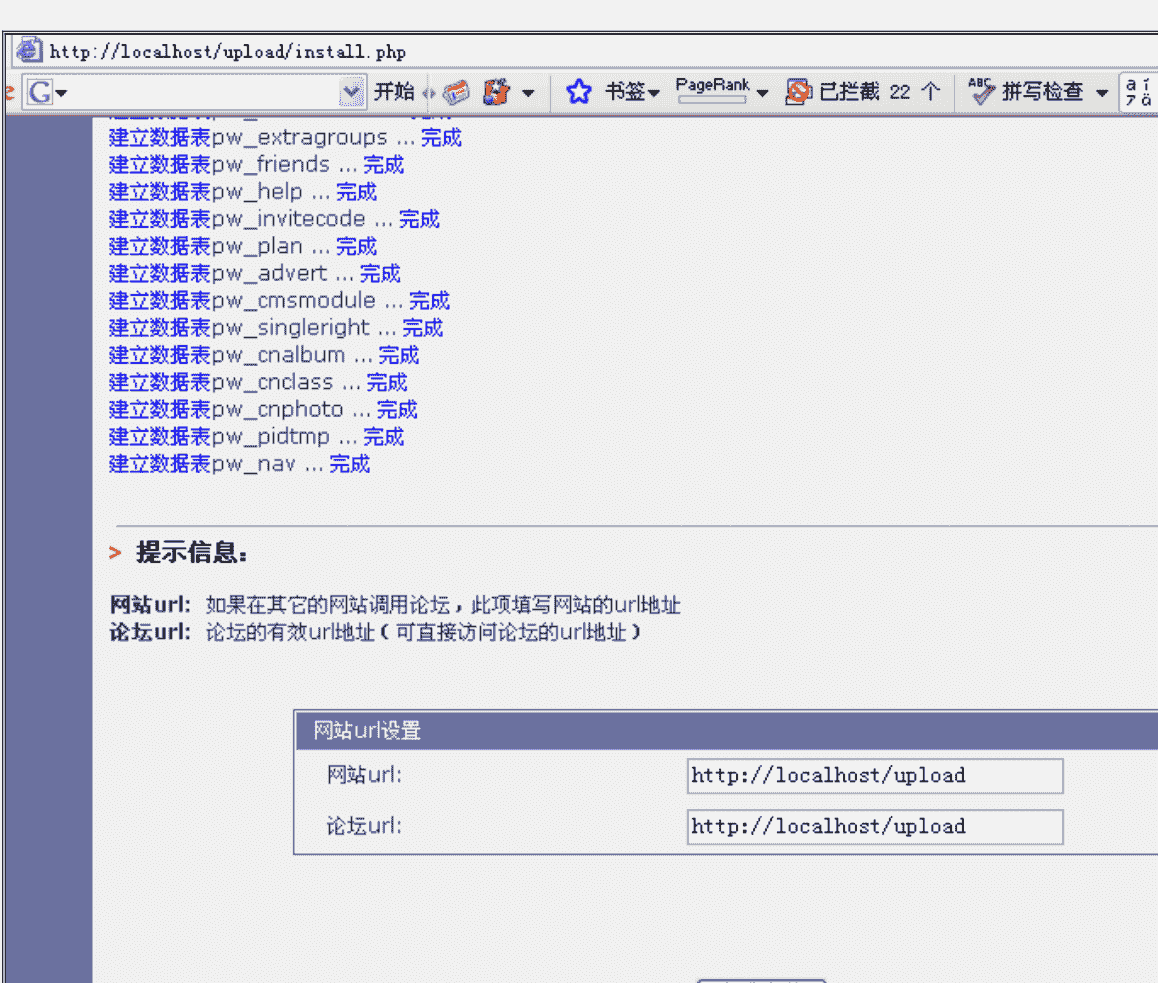 http://localhost/upload/install.php
G 开始 书签 PageRank 已拦截 22 个 ABC 拼写检查
建立数据表pw_extragroups ... 完成
建立数据表pw_friends ... 完成
建立数据表pw_help ... 完成
建立数据表pw_invitecode ... 完成
建立数据表pw_plan ... 完成
建立数据表pw_advert ... 完成
建立数据表pw_cmsmodule ... 完成
建立数据表pw_singleright ... 完成
建立数据表pw_cnalbum ... 完成
建立数据表pw_cnclass ... 完成
建立数据表pw_cnphoto ... 完成
建立数据表pw_pidtmp ... 完成
建立数据表pw_nav ... 完成
> 提示信息：
网站url: 如果在其它的网站调用论坛，此项填写网站的url地址
论坛url: 论坛的有效url地址（可直接访问论坛的url地址）
网站url设置
网站url: http://localhost/upload
论坛url: http://localhost/upload